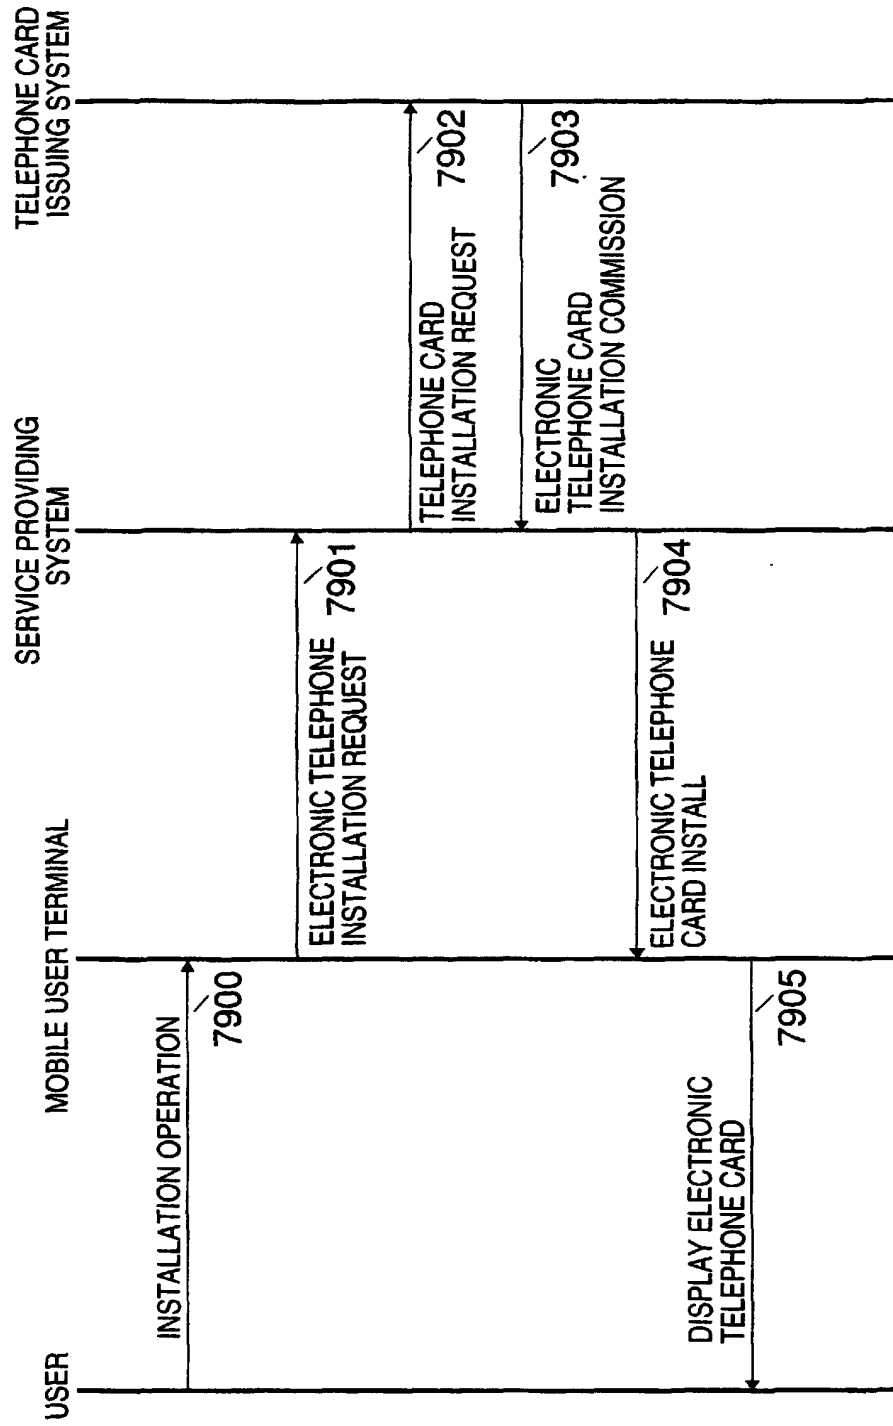 USER
MOBILE USER TERMINAL
SERVICE PROVIDING
SYSTEM
TELEPHONE CARD
ISSUING SYSTEM
INSTALLATION OPERATION
7900
ELECTRONIC TELEPHONE
INSTALLATION REQUEST
7901
TELEPHONE CARD
INSTALLATION REQUEST
7902
ELECTRONIC
TELEPHONE CARD
INSTALLATION COMMISSION
7903
ELECTRONIC TELEPHONE
CARD INSTALL
7904
DISPLAY ELECTRONIC
TELEPHONE CARD
7905